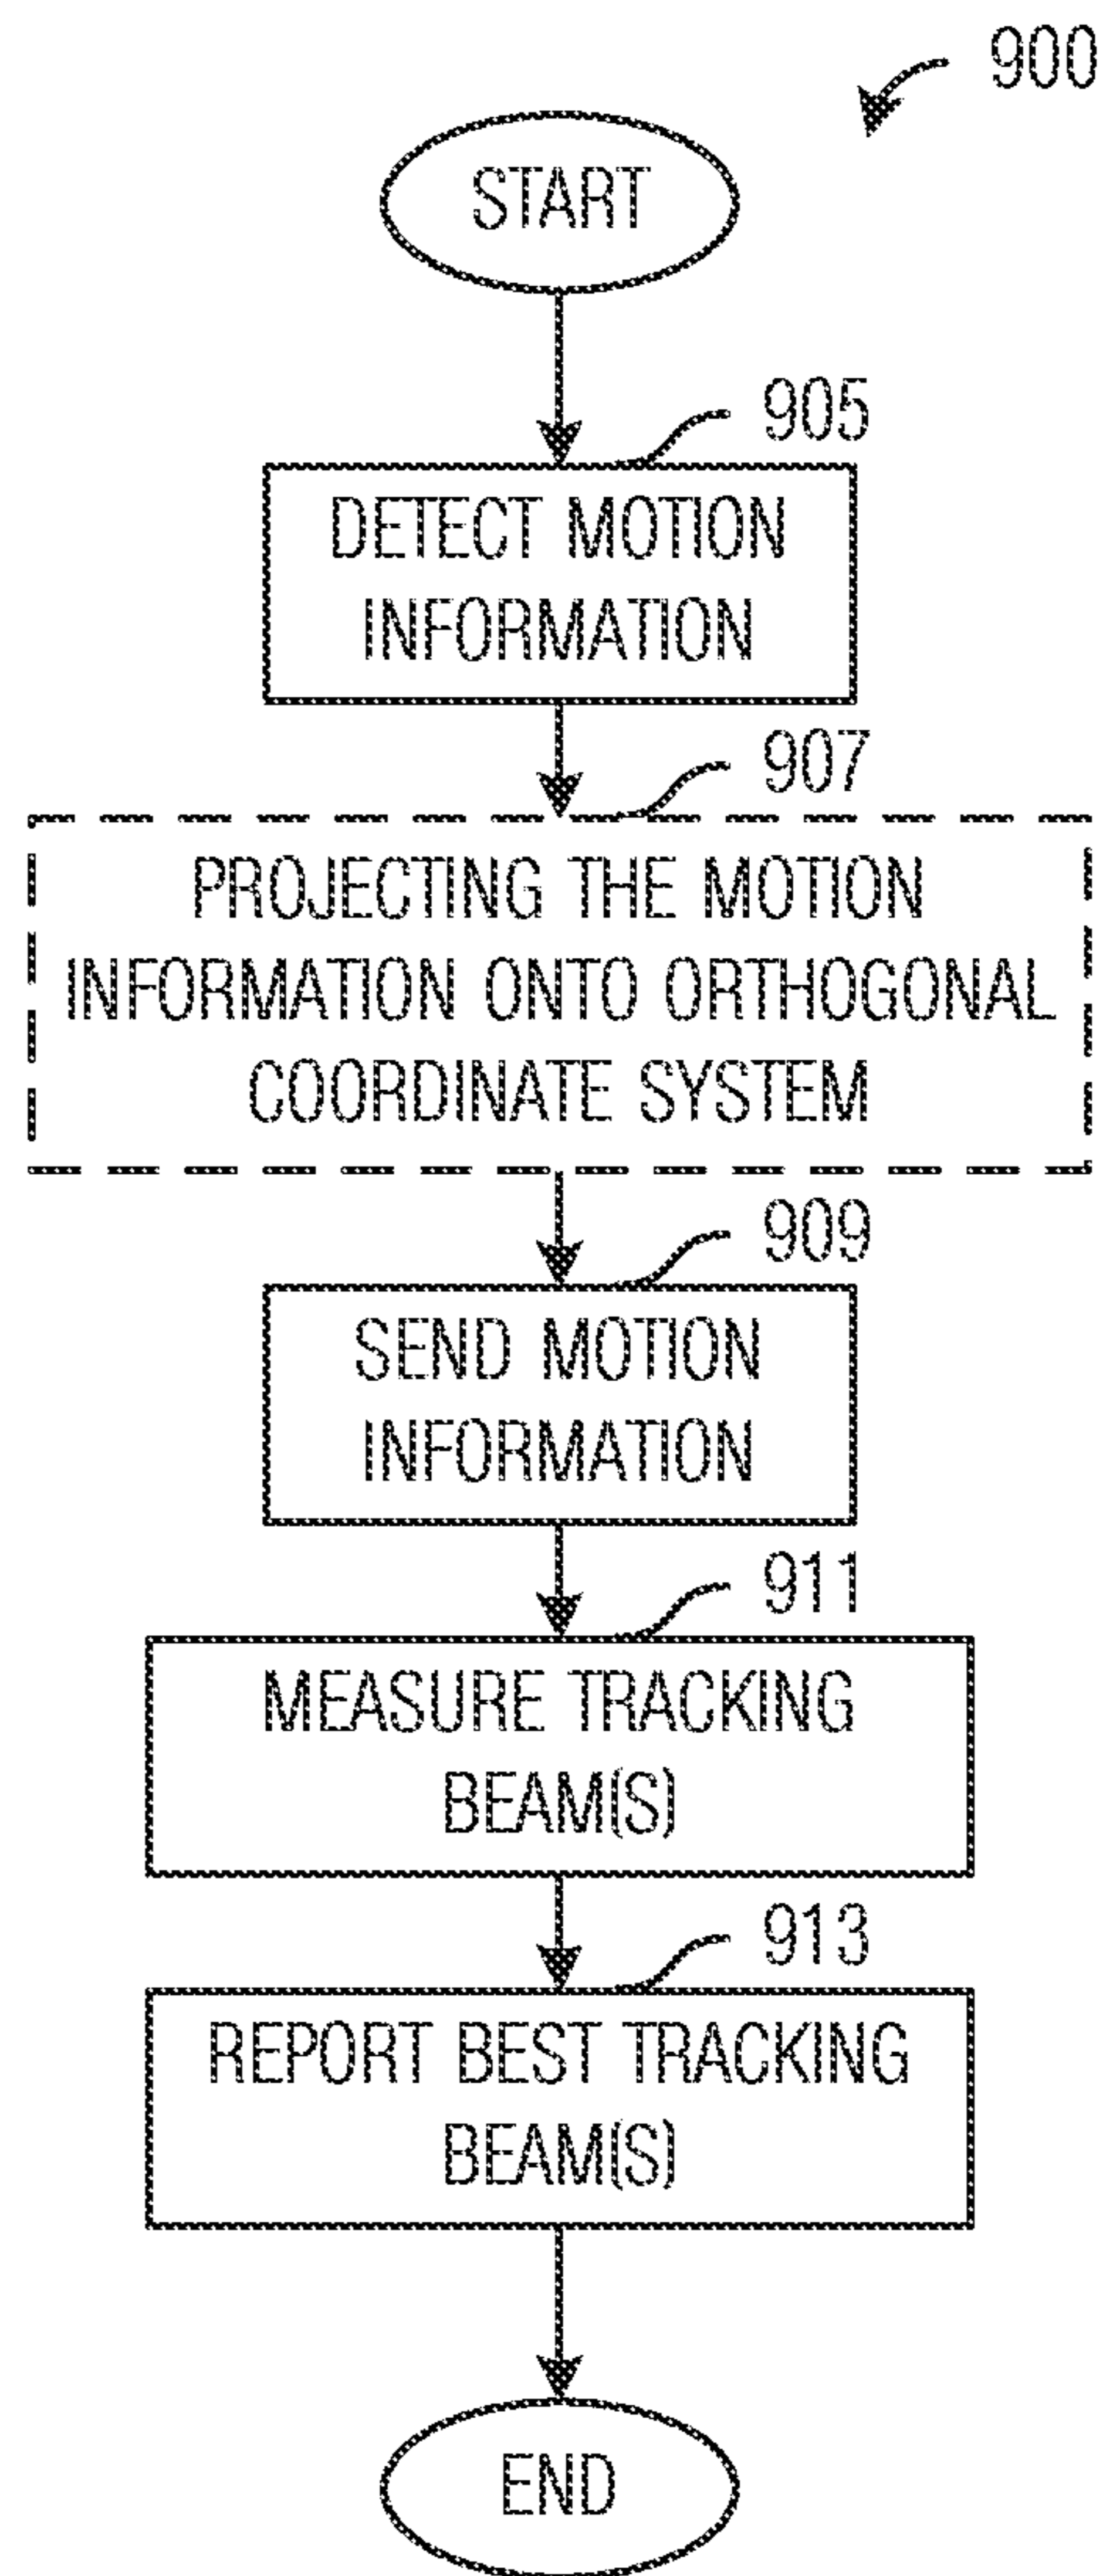 900
START
905
DETECT MOTION
INFORMATION
907
PROJECTING THE MOTION
INFORMATION ONTO ORTHOGONAL
COORDINATE SYSTEM
909
SEND MOTION
INFORMATION
911
MEASURE TRACKING
BEAM(S)
913
REPORT BEST TRACKING
BEAM(S)
END